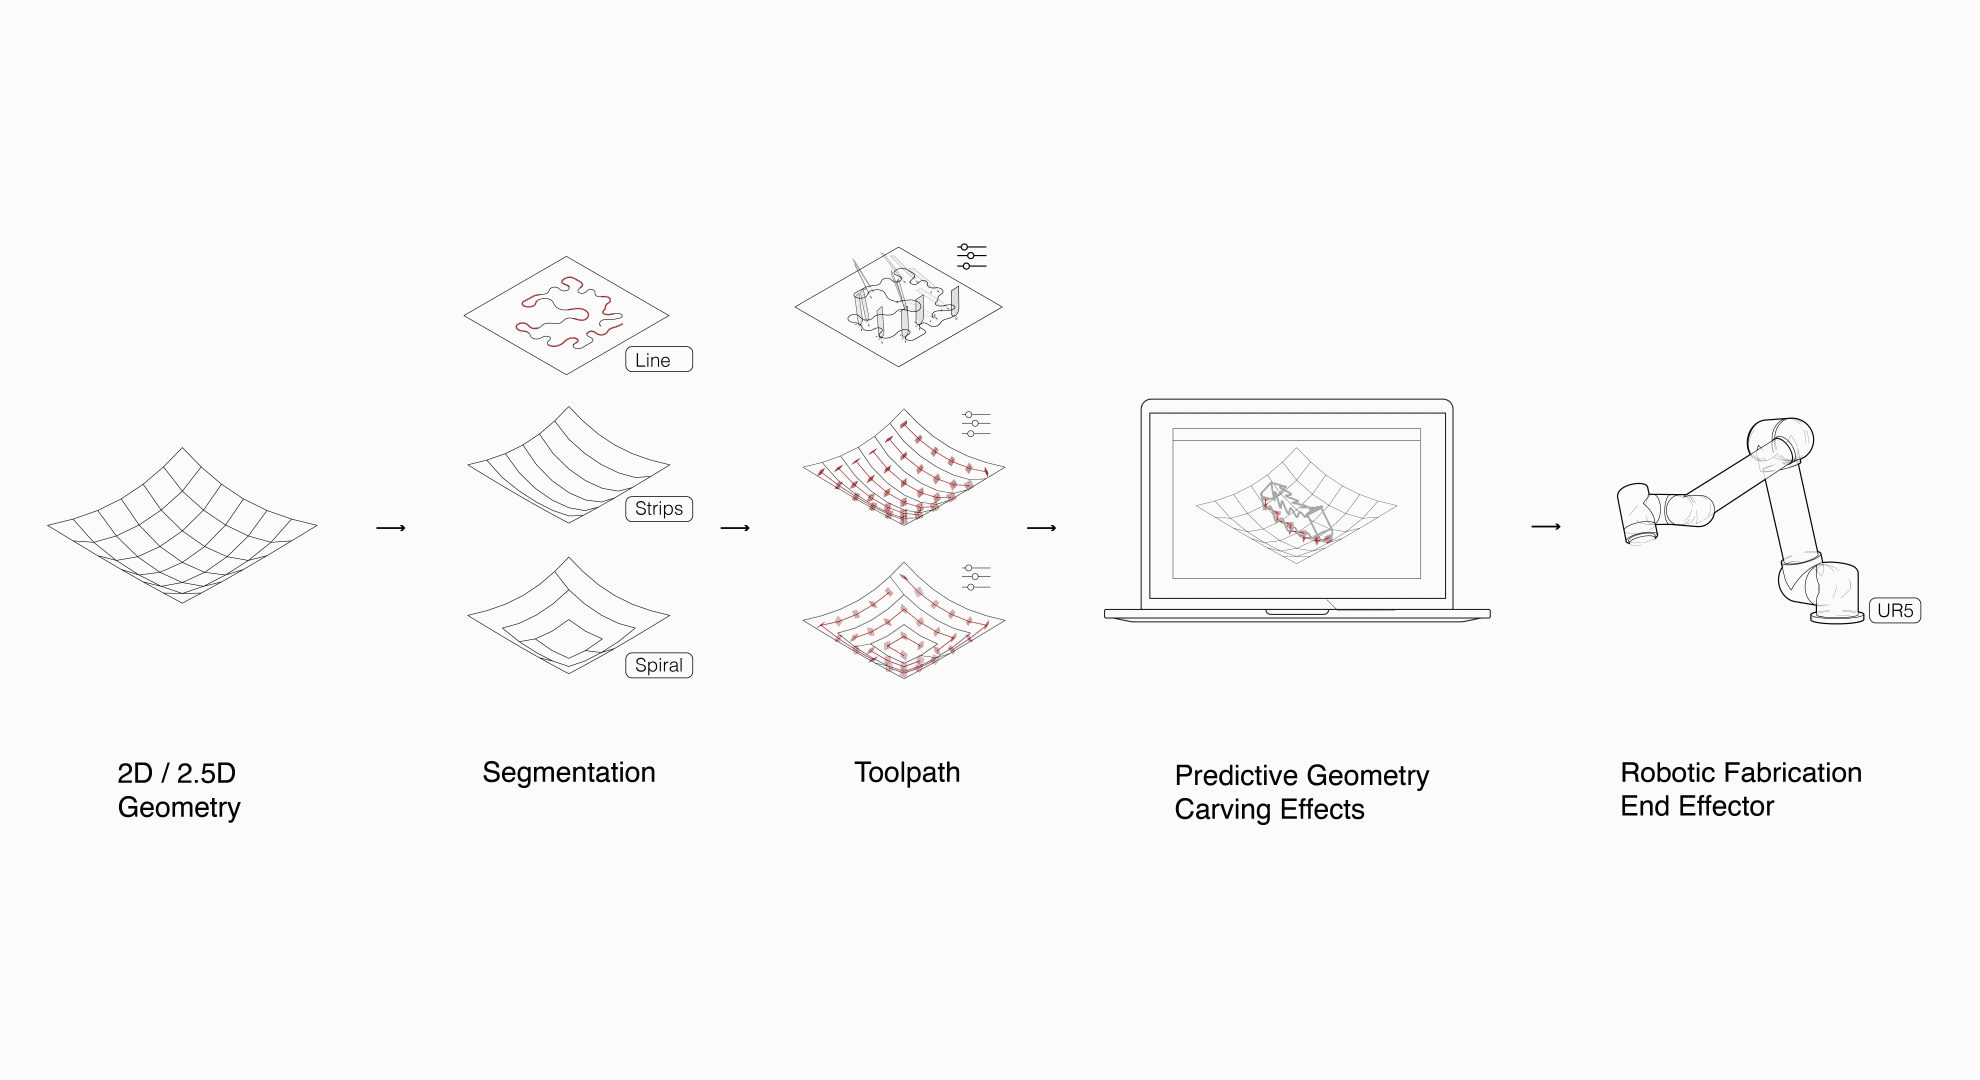 Line
Strips
Spiral
UR5
2D / 2.5D
Geometry
Segmentation
Toolpath
Predictive Geometry
Carving Effects
Robotic Fabrication
End Effector